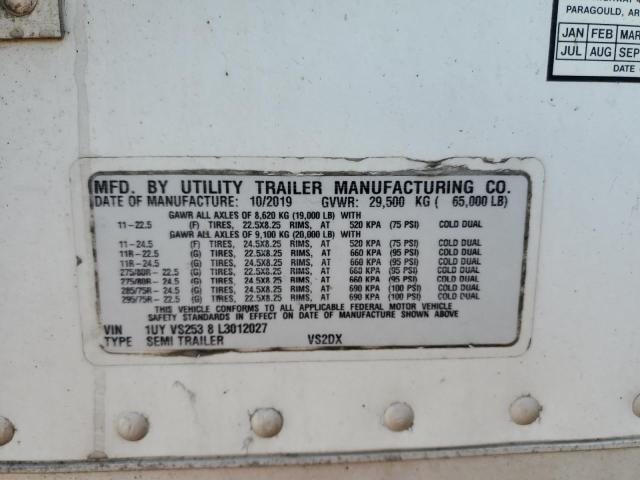 PARAGOULD, AR
JAN FEB MAR
JUL AUG SEP
DATE
MFD. BY UTILITY TRAILER MANUFACTURING CO.
DATE OF MANUFACTURE: 10/2019 GVWR: 29,500 KG ( 65,000 LB)
GAWR ALL AXLES OF 8,620 KG (19,000 LB) WITH
11-22.5 (F) TIRES, 22.5X8.25 RIMS, AT 520 KPA (75 PSI) COLD DUAL
GAWR ALL AXLES OF 9,100 KG (20,000 LB) WITH
11-24.5 (F) TIRES, 24.5X8.25 RIMS, AT 520 KPA (75 PSI) COLD DUAL
11R-22.5 (G) TIRES, 22.5X8.25 RIMS, AT 660 KPA (95 PSI) COLD DUAL
11R-24.5 (G) TIRES, 24.5X8.25 RIMS, AT 660 KPA (95 PSI) COLD DUAL
275/80R-22.5 (G) TIRES, 22.5X8.25 RIMS, AT 660 KPA (95 PSI) COLD DUAL
275/80R-24.5 (G) TIRES, 24.5X8.25 RIMS, AT 660 KPA (95 PSI) COLD DUAL
285/75R-24.5 (G) TIRES, 24.5X8.25 RIMS, AT 690 KPA (100 PSI) COLD DUAL
295/75R-22.5 (G) TIRES, 22.5X8.25 RIMS, AT 690 KPA (100 PSI) COLD DUAL
THIS VEHICLE CONFORMS TO ALL APPLICABLE FEDERAL MOTOR VEHICLE
SAFETY STANDARDS IN EFFECT ON DATE OF MANUFACTURE SHOWN ABOVE
VIN 1UY VS253 8 L3012027
TYPE SEMI TRAILER VS2DX